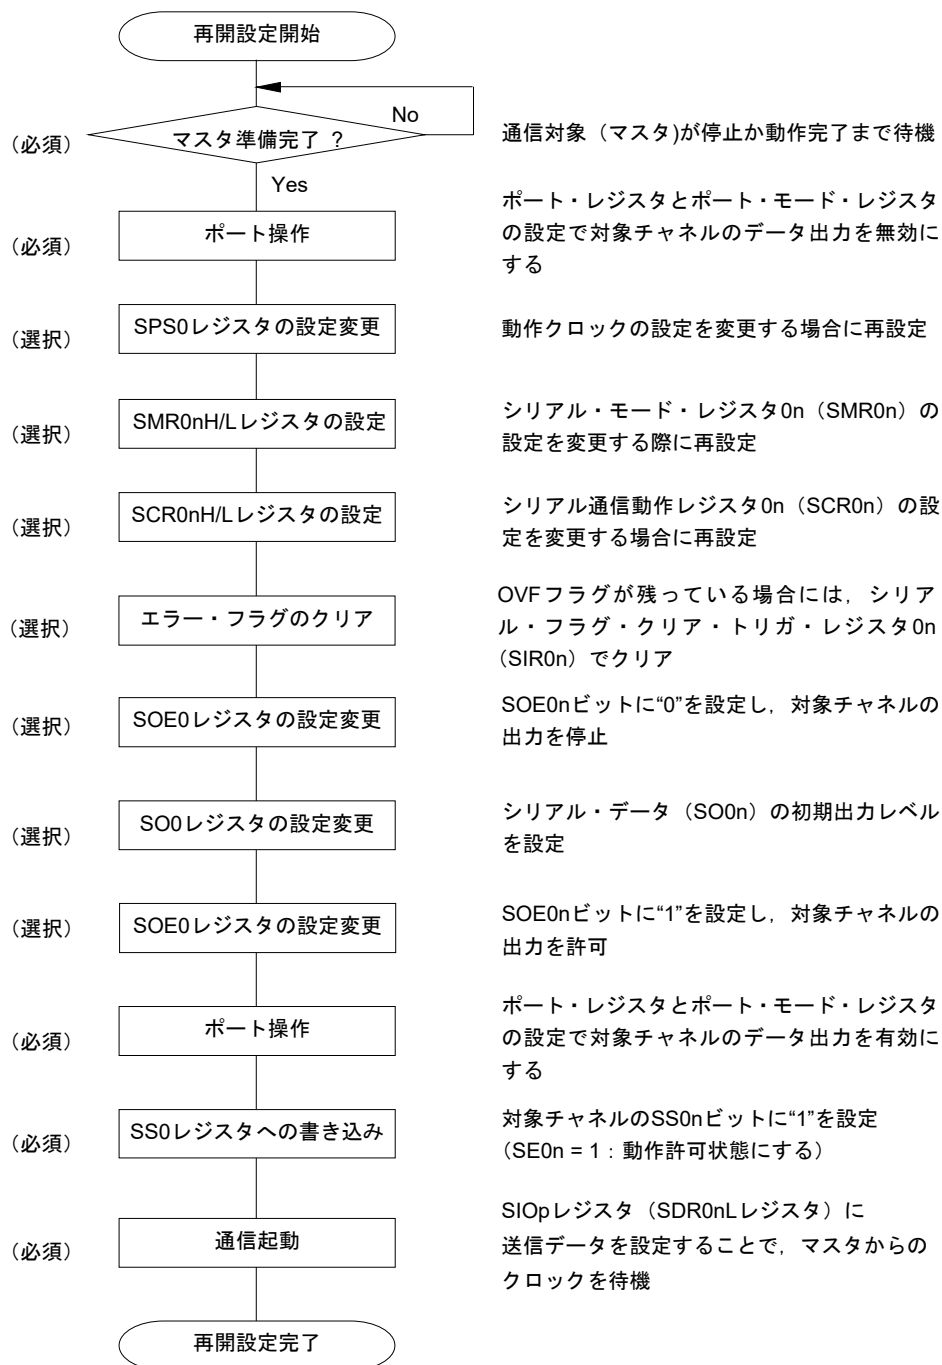 再開設定開始
No
（必須）
マスタ準備完了 ？
通信対象（マスタ)が停止か動作完了まで待機
Yes
（必須）
ポート操作
ポート・レジスタとポート・モード・レジスタ
の設定で対象チャネルのデータ出力を無効に
する
（選択）
SPS0レジスタの設定変更
動作クロックの設定を変更する場合に再設定
（選択）
SMR0nH/Lレジスタの設定
シリアル・モード・レジスタ0n（SMR0n）の
設定を変更する際に再設定
（選択）
SCR0nH/Lレジスタの設定
シリアル通信動作レジスタ0n（SCR0n）の設
定を変更する場合に再設定
（選択）
エラー・フラグのクリア
OVFフラグが残っている場合には，シリア
ル・フラグ・クリア・トリガ・レジスタ0n
（SIR0n）でクリア
（選択）
SOE0レジスタの設定変更
SOE0nビットに“0”を設定し，対象チャネルの
出力を停止
（選択）
SO0レジスタの設定変更
シリアル・データ（SO0n）の初期出力レベル
を設定
（選択）
SOE0レジスタの設定変更
SOE0nビットに“1”を設定し，対象チャネルの
出力を許可
（必須）
ポート操作
ポート・レジスタとポート・モード・レジスタ
の設定で対象チャネルのデータ出力を有効に
する
（必須）
SS0レジスタへの書き込み
対象チャネルのSS0nビットに“1”を設定
（SE0n = 1：動作許可状態にする）
（必須）
通信起動
SIOpレジスタ（SDR0nLレジスタ）に
送信データを設定することで，マスタからの
クロックを待機
再開設定完了